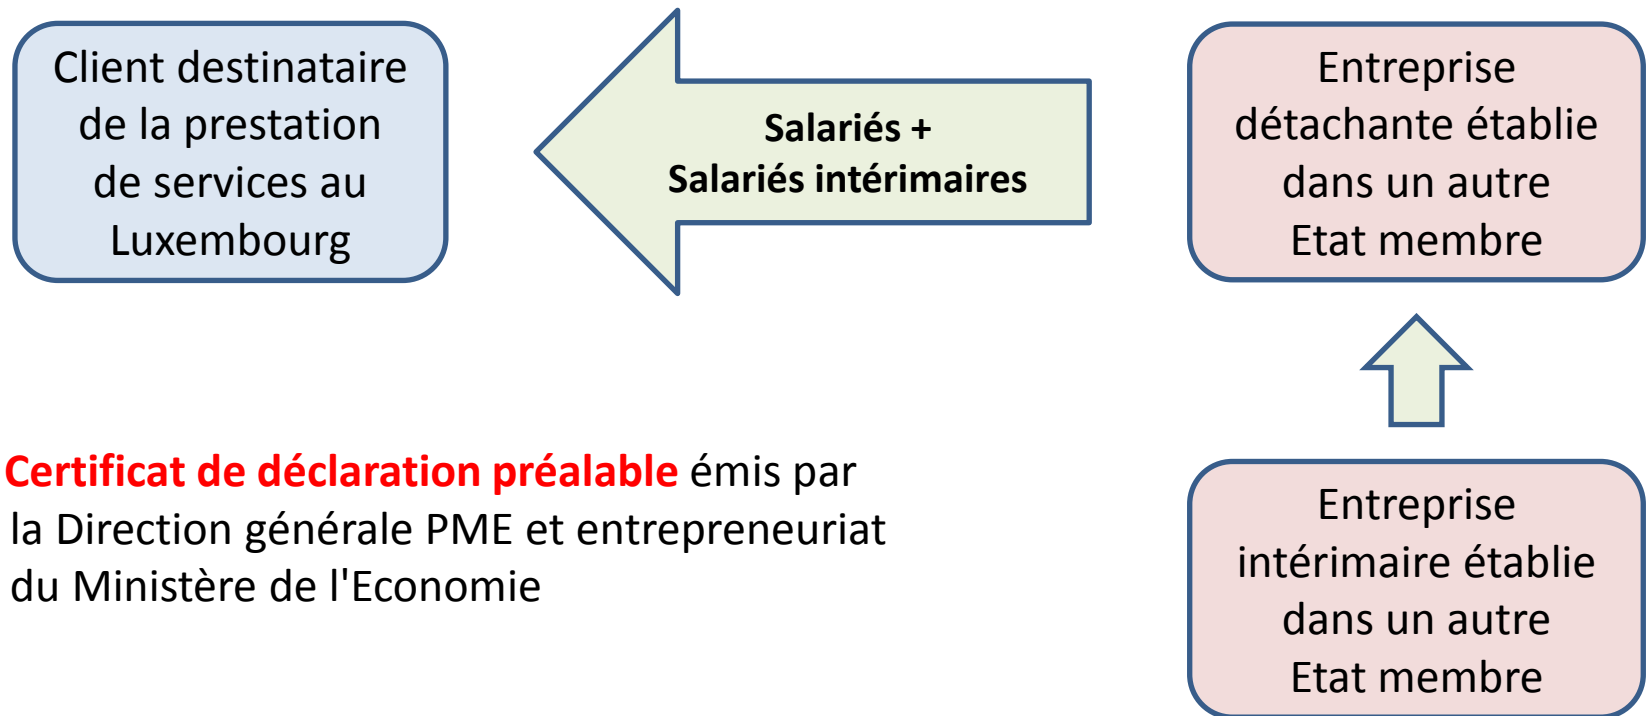 Client destinataire
de la prestation
de services au
Luxembourg
Salariés +
Salariés intérimaires
Entreprise
détachante établie
dans un autre
Etat membre
Certificat de déclaration préalable émis par
la Direction générale PME et entrepreneuriat
du Ministère de l'Economie
Entreprise
intérimaire établie
dans un autre
Etat membre